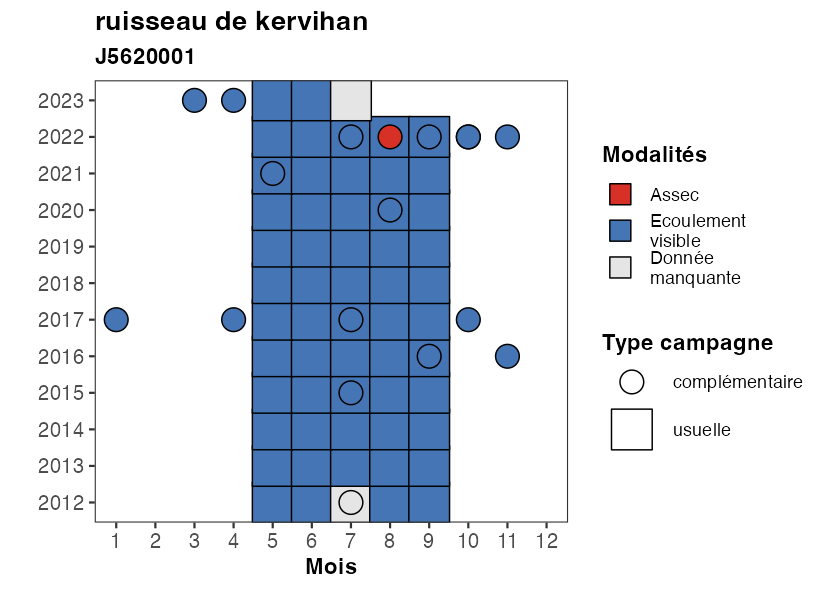 ruisseau de kervihan
J5620001
2023
2022
2021
2020
2019
2018
2017
2016
2015
2014
2013
2012
1 2 3 4 5 6 7 8 9 10 11 12
Mois
Modalités
Assec
Ecoulement
visible
Donnée
manquante
Type campagne
complémentaire
usuelle